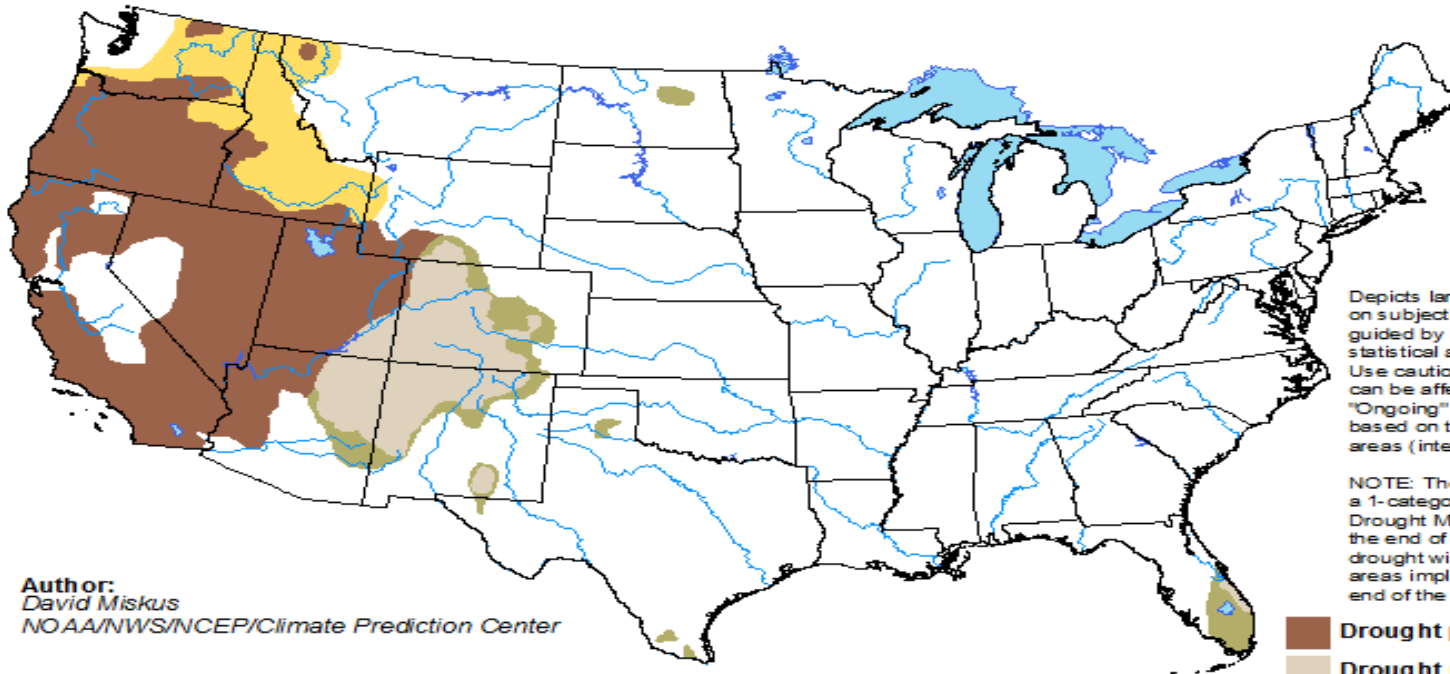 Depicts lar
on subject
guided by
statistical a
Use cautio
can be affe
"Ongoing"
based on t
areas (inte
NOTE: The
a 1-catego
Drought M
the end of
drought wi
areas impl
end of the
Author:
David Miskus
NOAA/NWS/NCEP/Climate Prediction Center
Drought
Drought